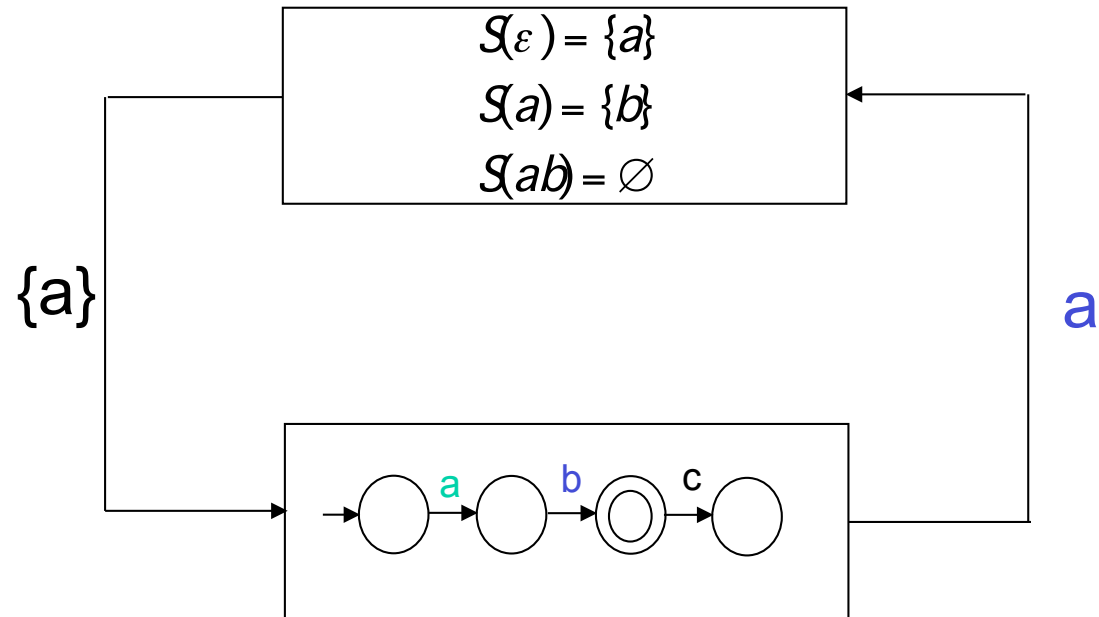 S(ε) = {a}
S(a) = {b}
S(ab) = ∅
{a}
a
a b c